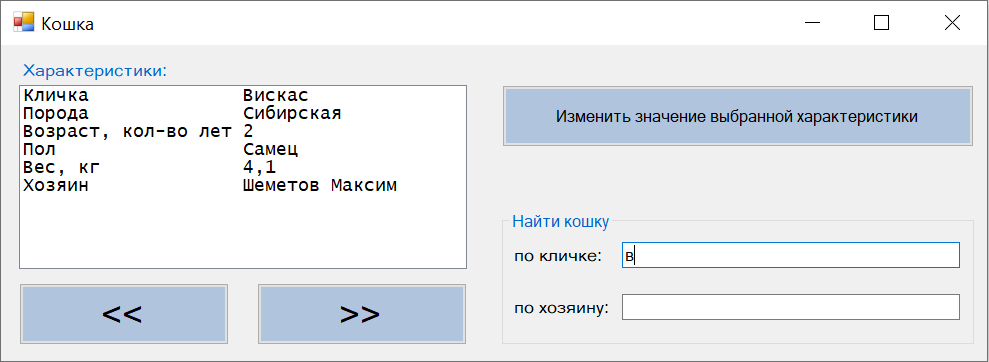 Кошка
Характеристики:
Кличка Вискас
Порода Сибирская
Возраст, кол-во лет 2
Пол Самец
Вес, кг 4,1
Хозяин Шеметов Максим
<< >>
Изменить значение выбранной характеристики
Найти кошку
по кличке: в
по хозяину: